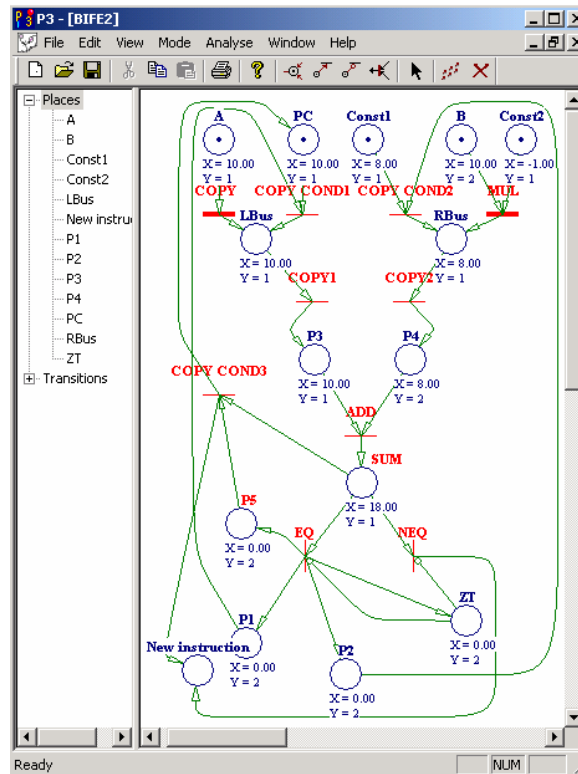 P3 - [BIFE2]
File Edit View Mode Analyse Window Help
Places
A
B
Const1
Const2
LBus
New instru
P1
P2
P3
P4
PC
RBus
ZT
Transitions
A PC Const1 B Const2
X = 10.00 X = 10.00 X = 8.00 X = 10.00 X = -1.00
Y = 1 Y = 1 Y = 1 Y = 2 Y = 1
COPY COPY COND1 COPY COND2 MUL
LBus RBus
X = 10.00 X = 8.00
Y = 1 Y = 1
COPY1 COPY2
P3 P4
X = 10.00 X = 8.00
Y = 1 Y = 2
COPY COND3
ADD
SUM
X = 18.00
Y = 1
P5 EQ NEQ
X = 0.00
Y = 2
ZT
X = 0.00
Y = 2
P1
New instruction
X = 0.00
Y = 2
P2
X = 0.00
Y = 2
Ready NUM